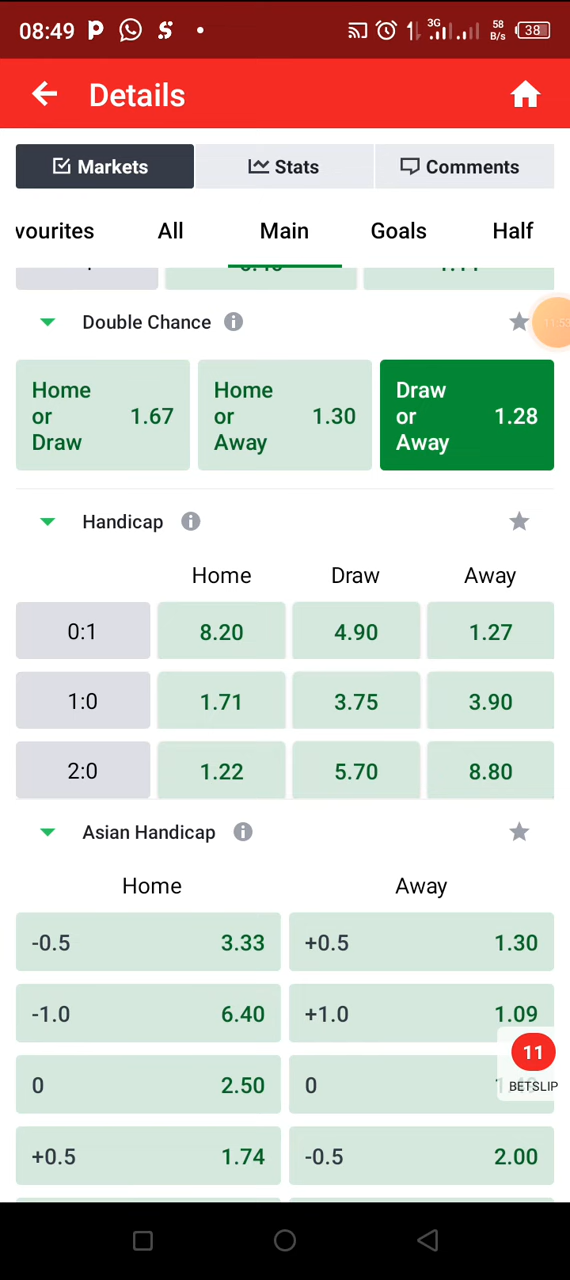 08:49
3G
58 B/s
38
Details
Markets Stats Comments
vourites All Main Goals Half
Double Chance
Home or Draw 1.67
Home or Away 1.30
Draw or Away 1.28
Handicap
Home Draw Away
0:1 8.20 4.90 1.27
1:0 1.71 3.75 3.90
2:0 1.22 5.70 8.80
Asian Handicap
Home Away
-0.5 3.33 +0.5 1.30
-1.0 6.40 +1.0 1.09
11
0 2.50 0
BETSLIP
+0.5 1.74 -0.5 2.00